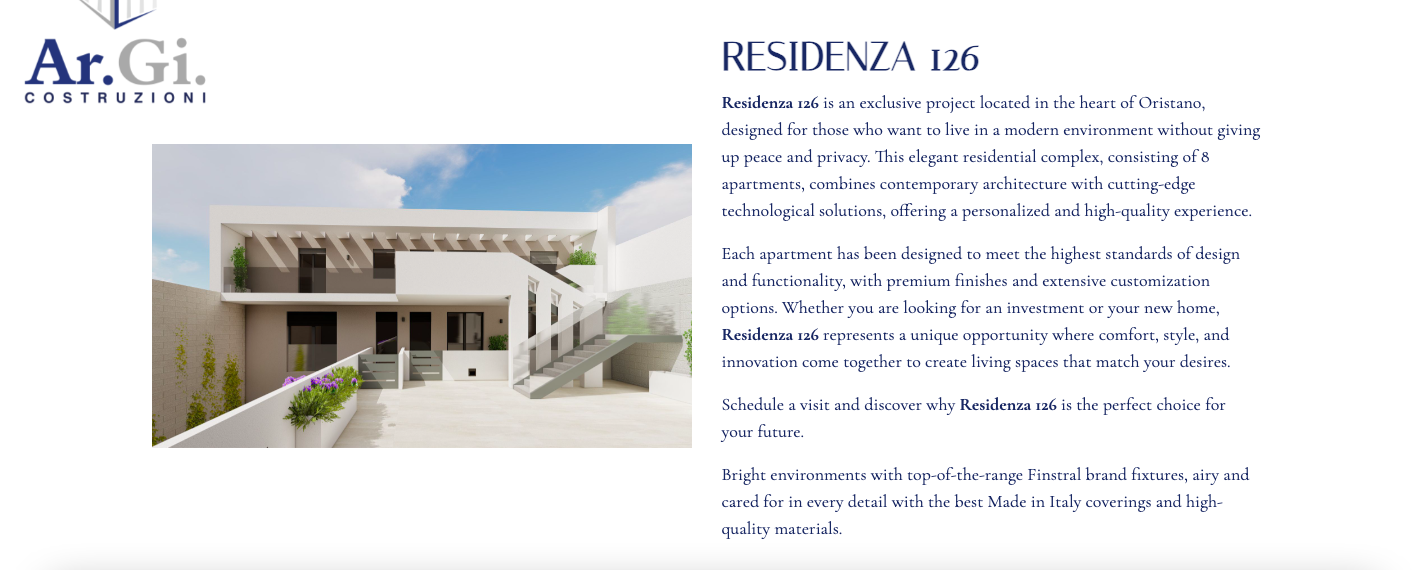 Ar.Gi.
COSTRUZIONI
RESIDENZA 126
Residenza 126 is an exclusive project located in the heart of Oristano,
designed for those who want to live in a modern environment without giving
up peace and privacy. This elegant residential complex, consisting of 8
apartments, combines contemporary architecture with cutting-edge
technological solutions, offering a personalized and high-quality experience.
Each apartment has been designed to meet the highest standards of design
and functionality, with premium finishes and extensive customization
options. Whether you are looking for an investment or your new home,
Residenza 126 represents a unique opportunity where comfort, style, and
innovation come together to create living spaces that match your desires.
Schedule a visit and discover why Residenza 126 is the perfect choice for
your future.
Bright environments with top-of-the-range Finstral brand fixtures, airy and
cared for in every detail with the best Made in Italy coverings and high-
quality materials.